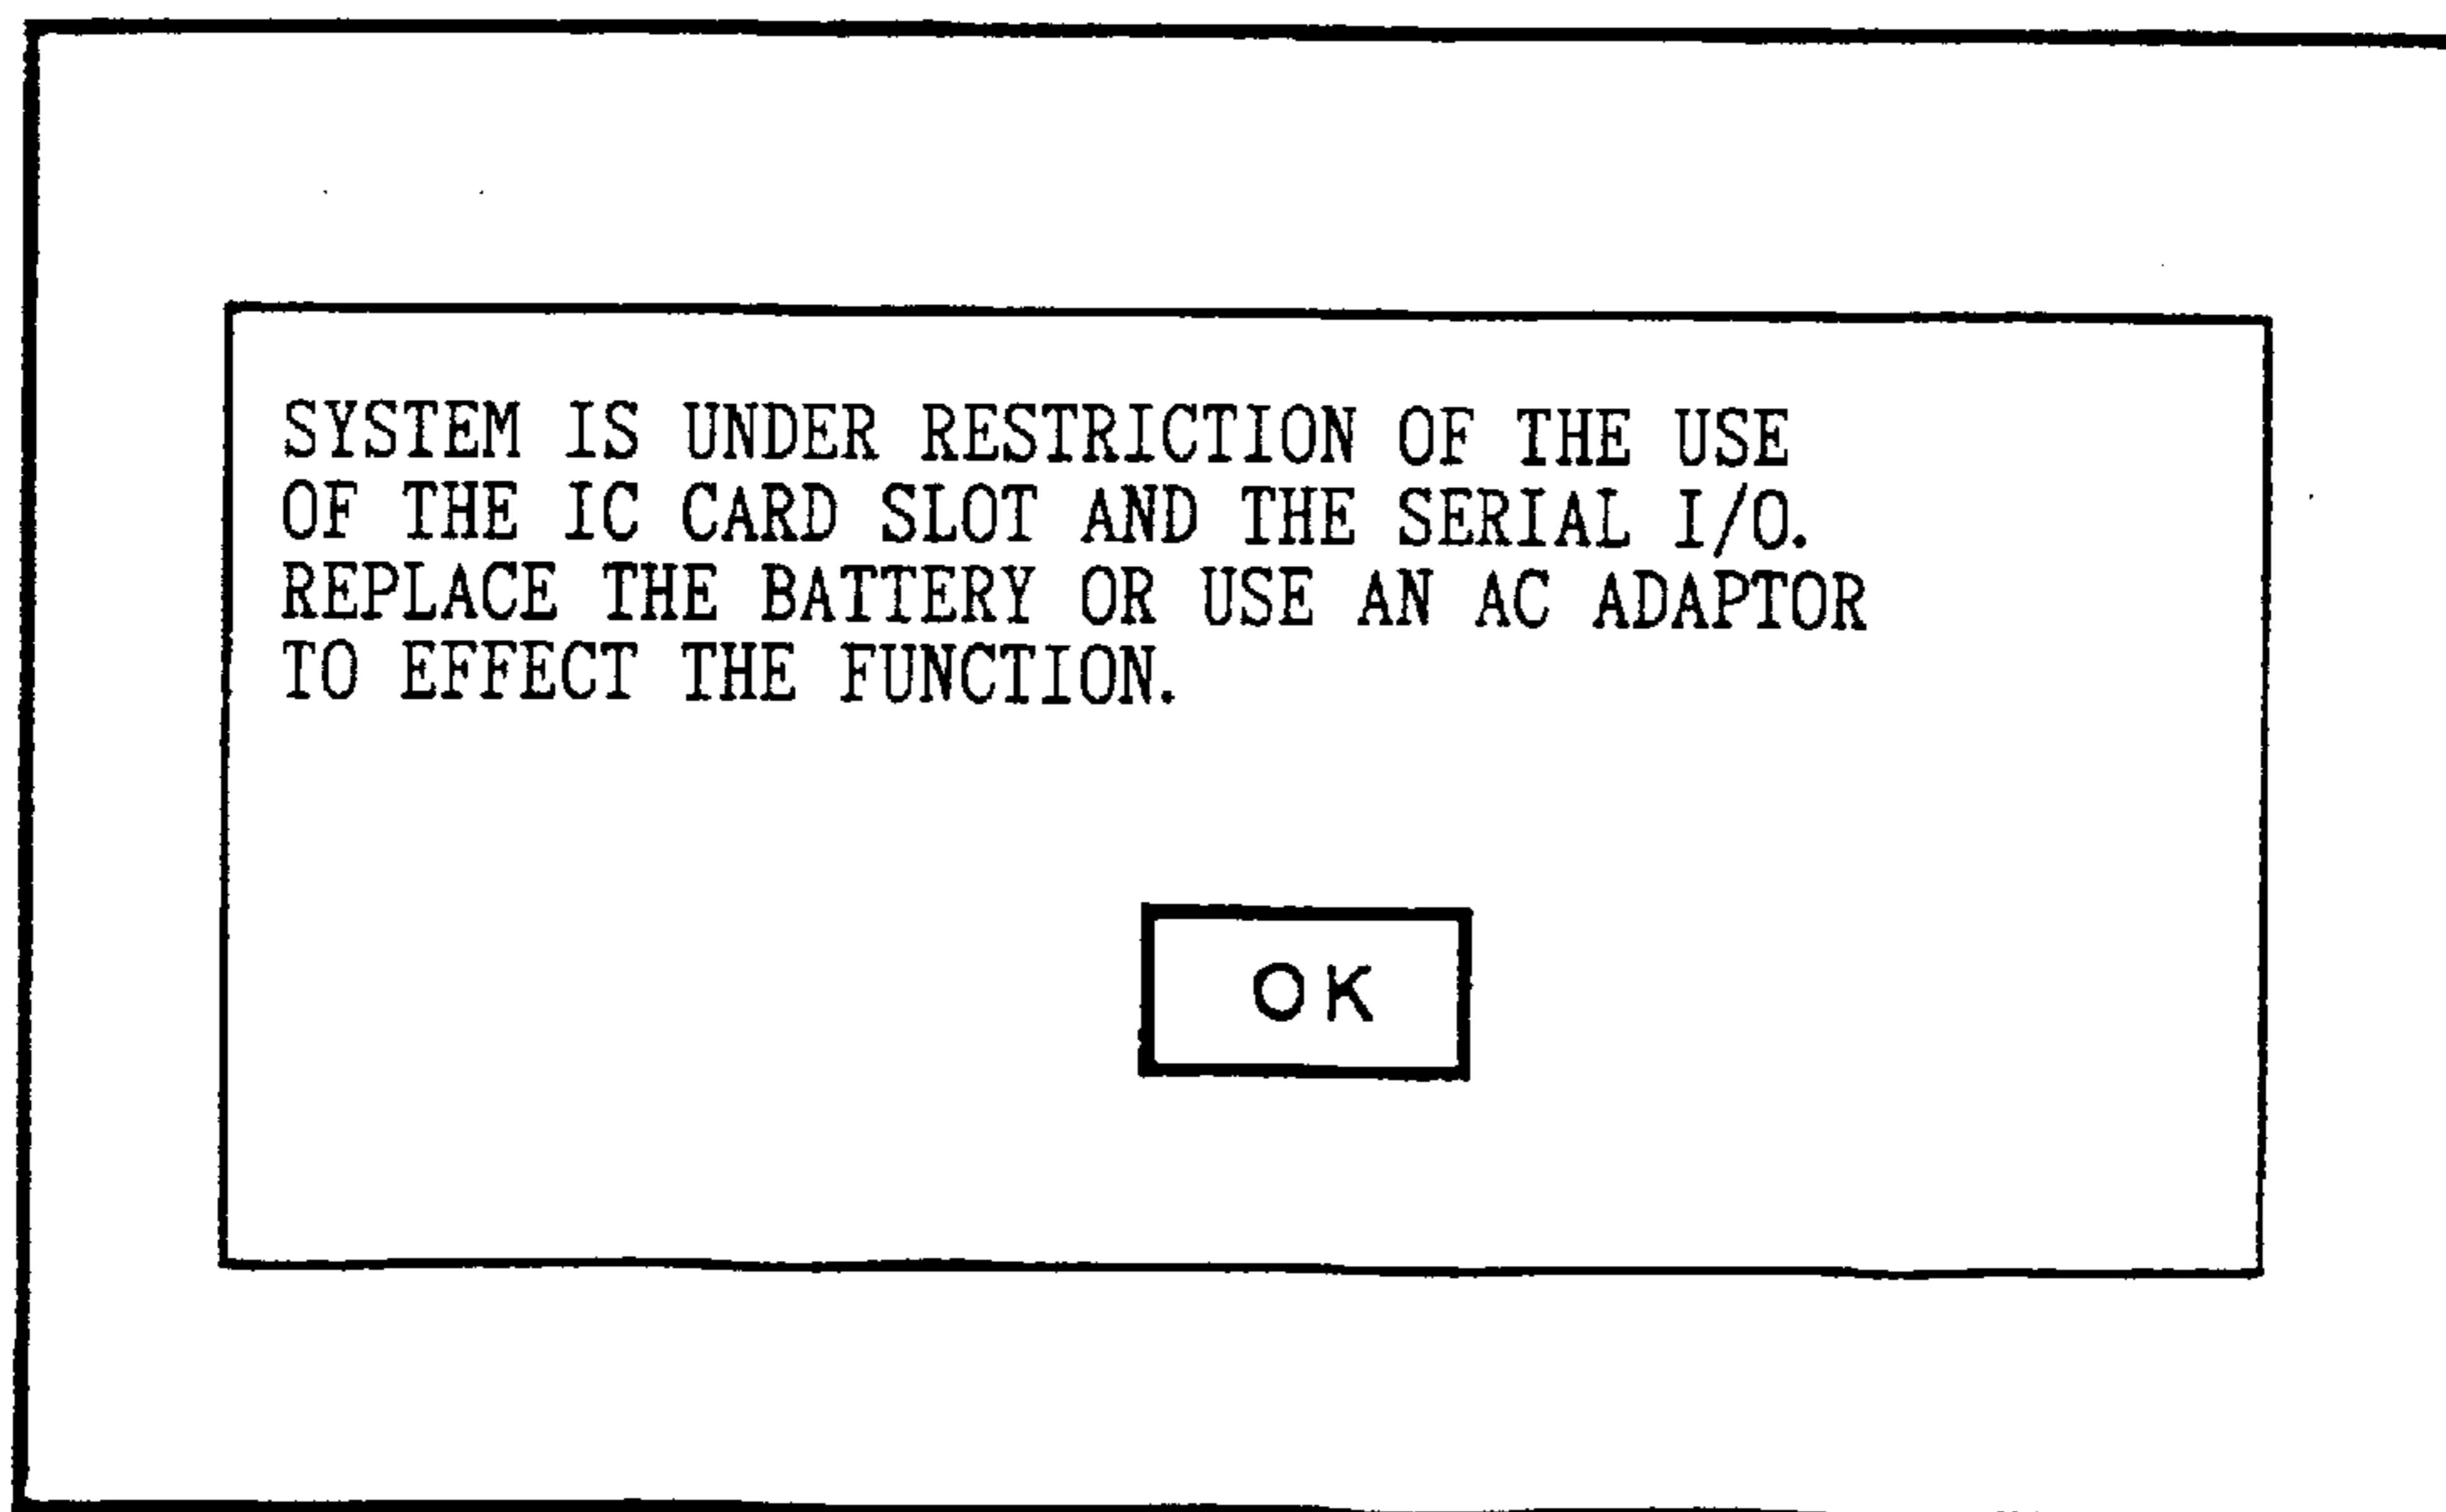 SYSTEM IS UNDER RESTRICTION OF THE USE
OF THE IC CARD SLOT AND THE SERIAL I/O.
REPLACE THE BATTERY OR USE AN AC ADAPTOR
TO EFFECT THE FUNCTION.
OK